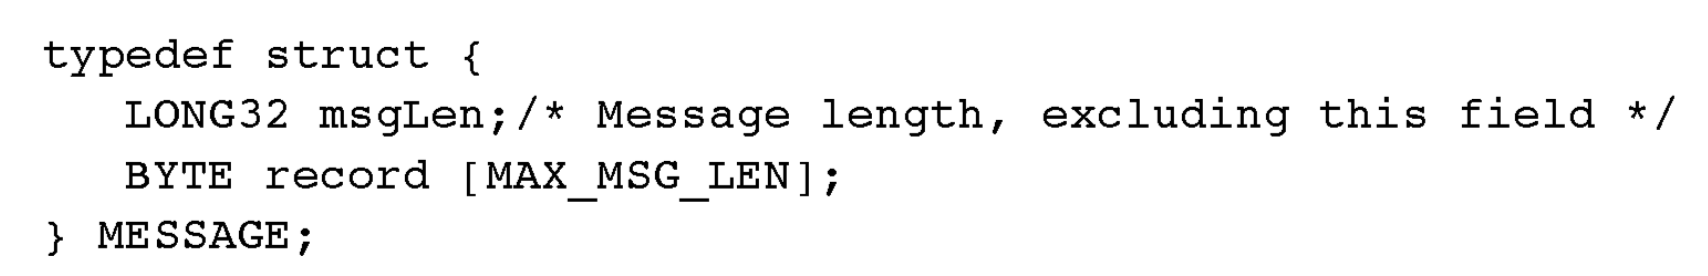 typedef struct {
   LONG32 msgLen;/* Message length, excluding this field */
   BYTE record [MAX_MSG_LEN];
} MESSAGE;